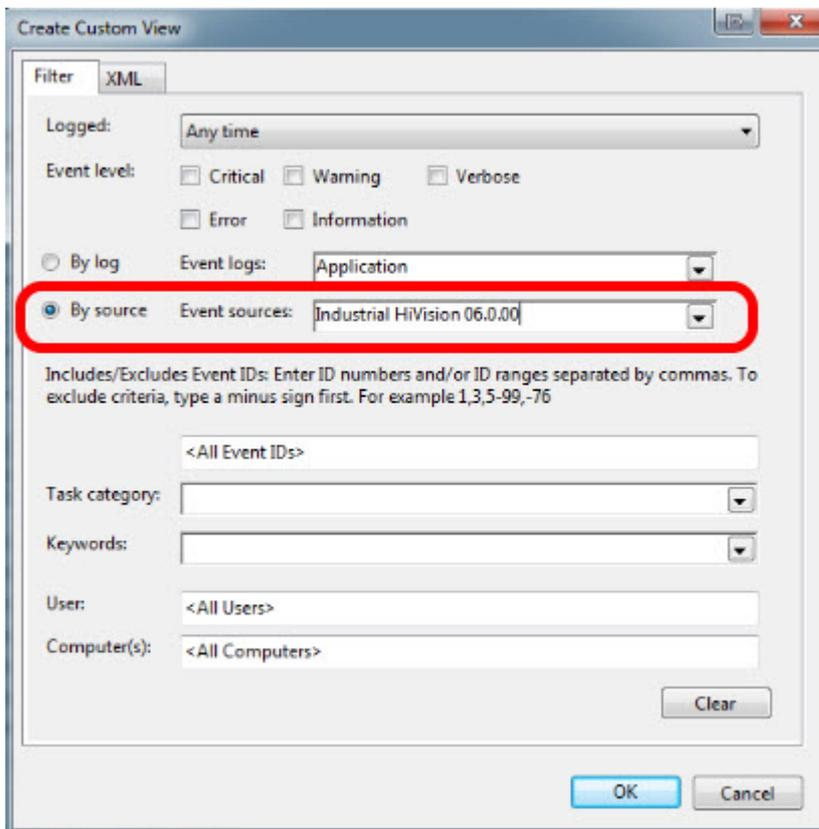 Create Custom View
Filter XML
Logged: Any time
Event level: Critical Warning Verbose
Error Information
By log Event logs: Application
By source Event sources: Industrial HiVision 06.0.00
Includes/Excludes Event IDs: Enter ID numbers and/or ID ranges separated by commas. To
exclude criteria, type a minus sign first. For example 1,3,5-99,-76
<All Event IDs>
Task category:
Keywords:
User: <All Users>
Computer(s): <All Computers>
Clear
OK Cancel